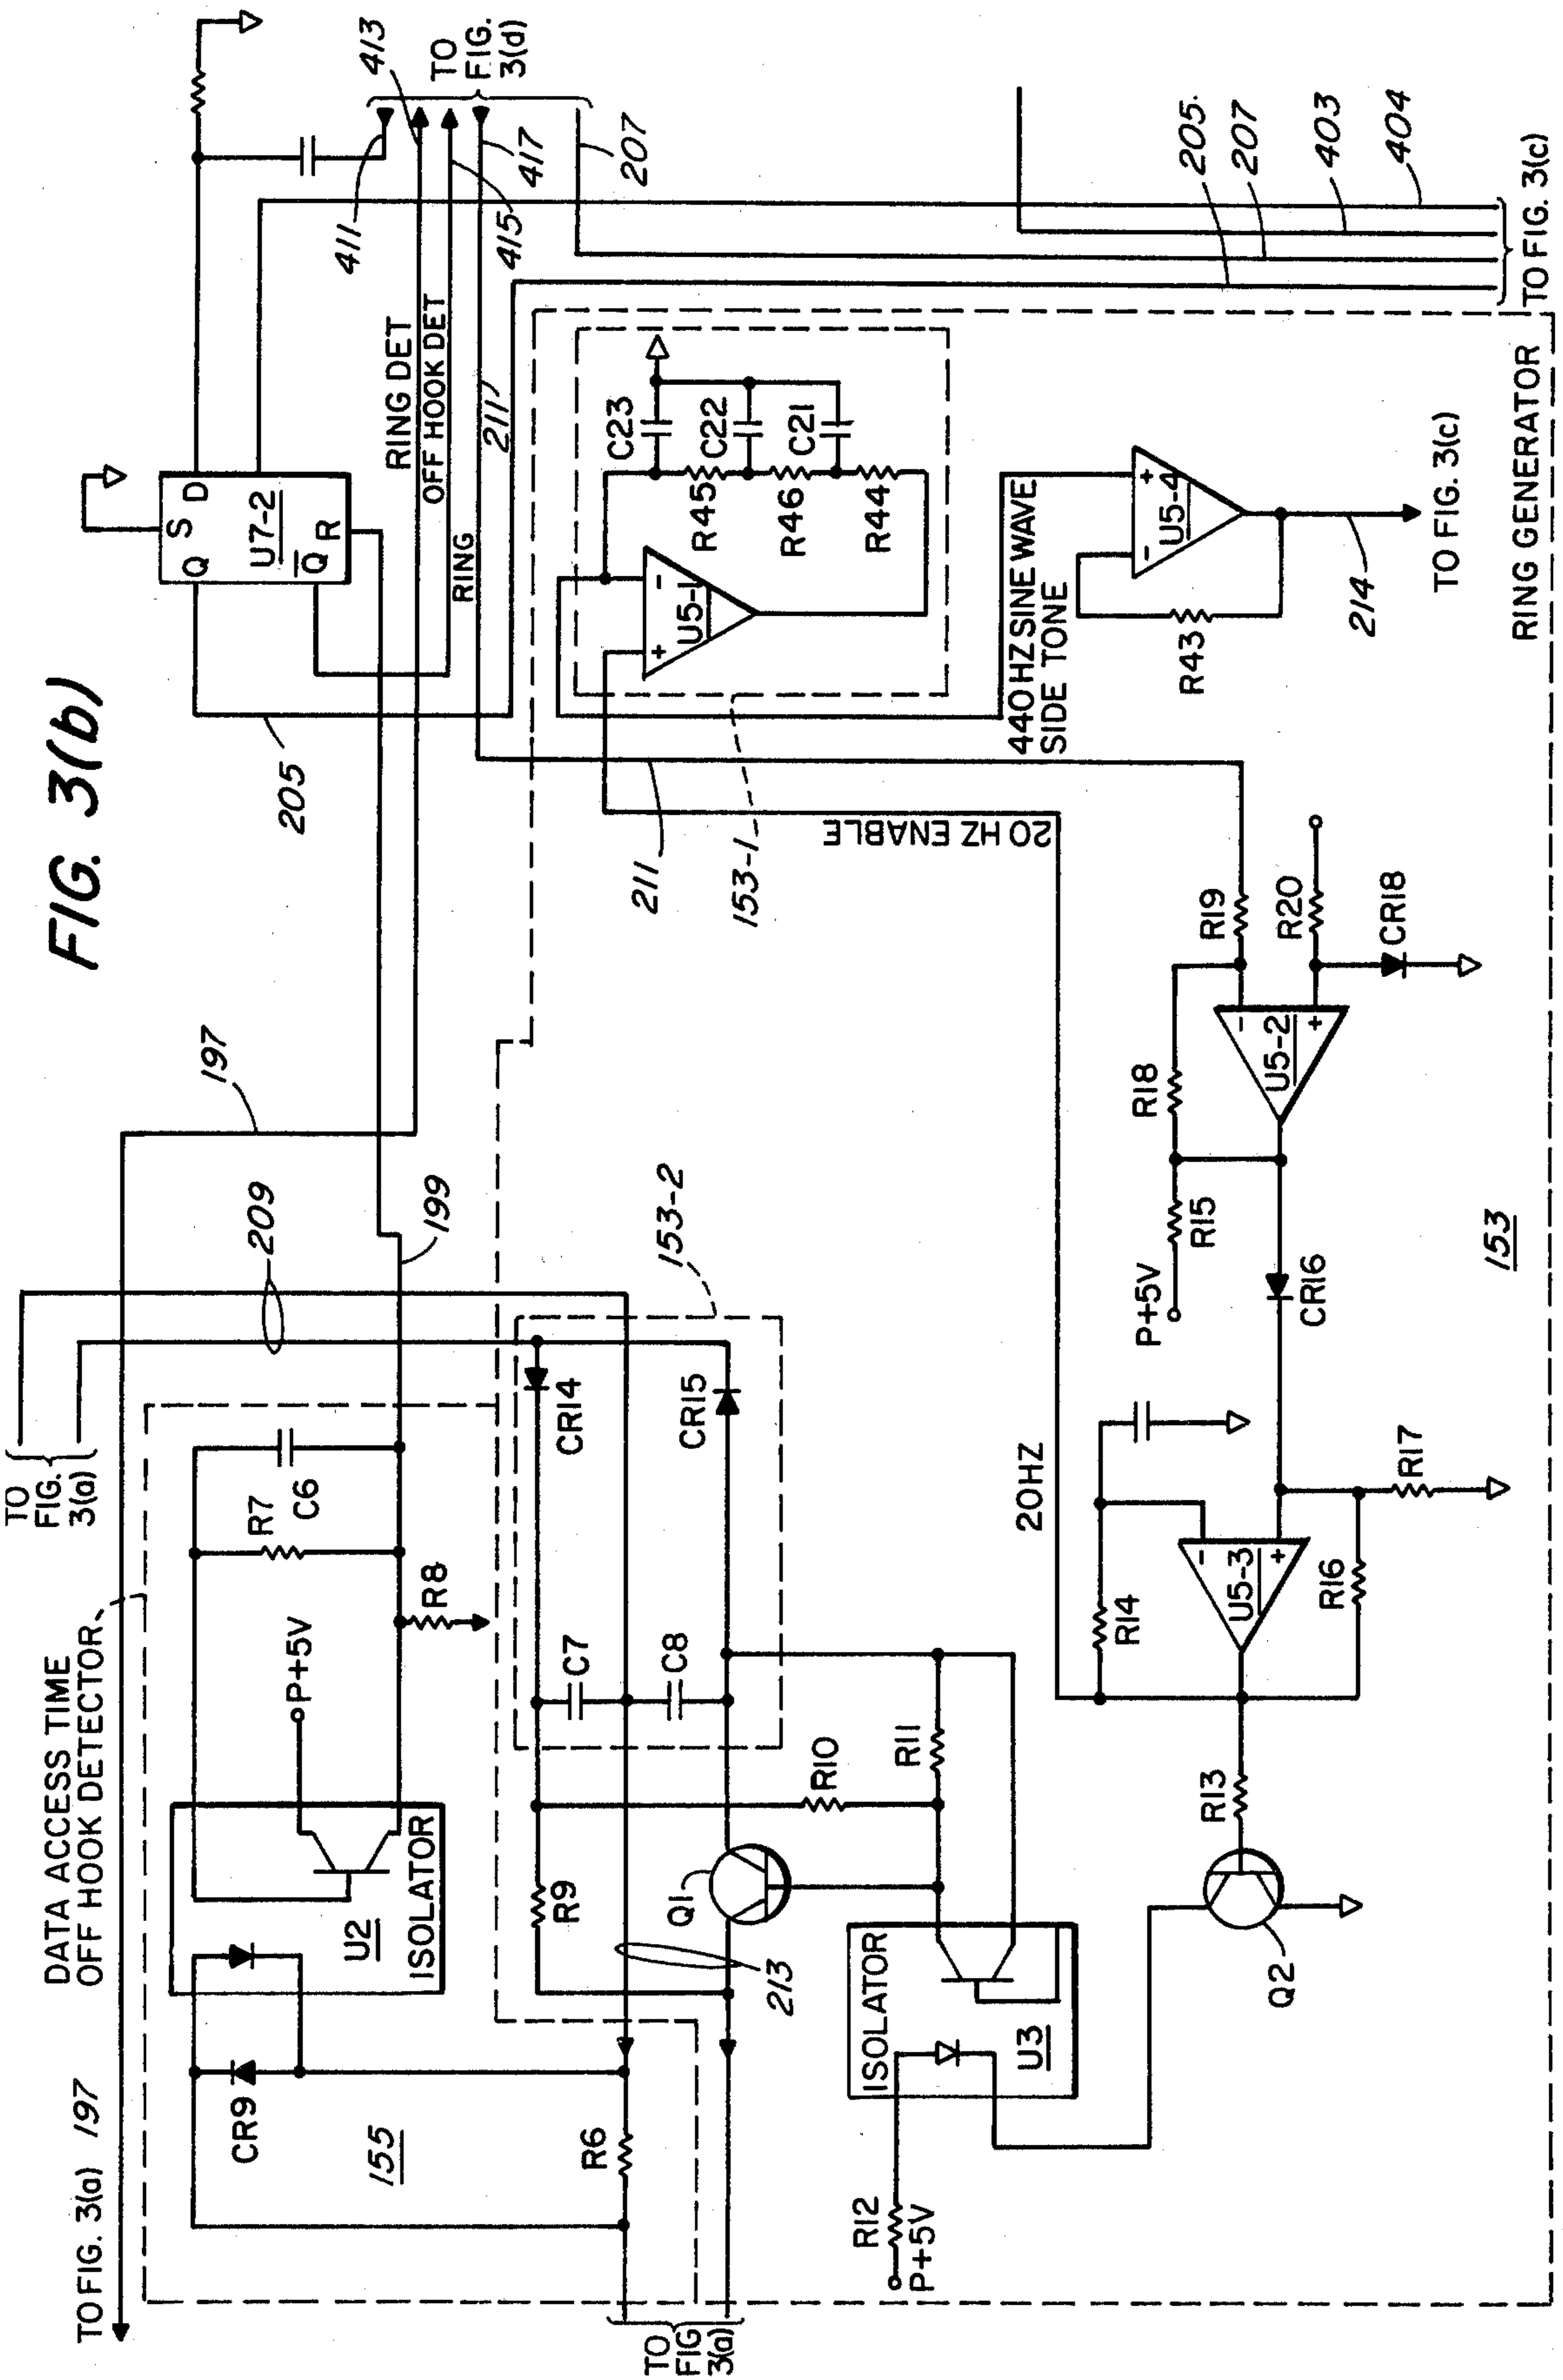 FIG. 3(b)
TO FIG. 3(a) 197
DATA ACCESS TIME
OFF HOOK DETECTOR
TO
FIG.
3(a)
209
197
199
CR9
155
U2
ISOLATOR
P+5V
R7
C6
R8
R6
TO
FIG
3(a)
205
S
Q
D
U7-2
Q
R
RING DET
OFF HOOK DET
RING
211
411
413
TO
FIG.
3(d)
415
417
207
R9
Q1
213
C7
C8
CR14
CR15
153-2
R10
R11
ISOLATOR
U3
R12
P+5V
Q2
R13
20HZ
20 HZ ENABLE
R14
-
+
U5-3
R16
R17
CR16
P+5V
R15
R18
-
+
U5-2
R19
R20
CR18
211
153-1
+
-
U5-1
C23
R45
C22
R46
C21
R44
440 HZ SINE WAVE
SIDE TONE
-
+
U5-4
R43
214
TO FIG. 3(c)
205
207
403
404
TO FIG. 3(c)
153
RING GENERATOR